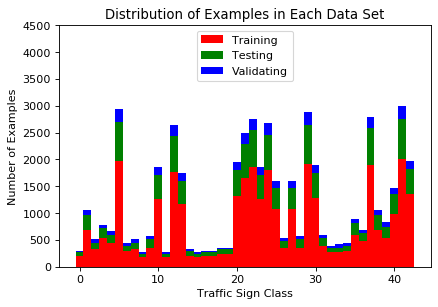 Distribution of Examples in Each Data Set
4500
4000
3500
3000
2500
2000
1500
1000
500
0
Number of Examples
Training
Testing
Validating
0 10 20 30 40
Traffic Sign Class